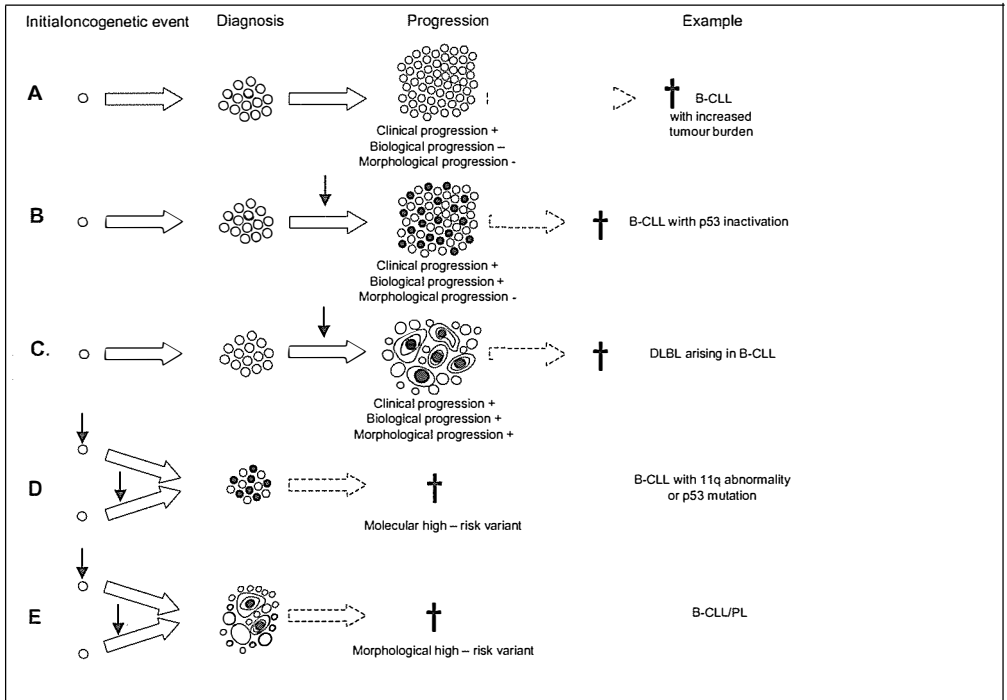 Initialoncogenetic event Diagnosis Progression Example
A
B-CLL
with increased
tumour burden
Clinical progression +
Biological progression –
Morphological progression -
B
B-CLL wirth p53 inactivation
Clinical progression +
Biological progression +
Morphological progression -
C.
DLBL arising in B-CLL
Clinical progression +
Biological progression +
Morphological progression +
D
B-CLL with 11q abnormality
or p53 mutation
Molecular high – risk variant
E
B-CLL/PL
Morphological high – risk variant